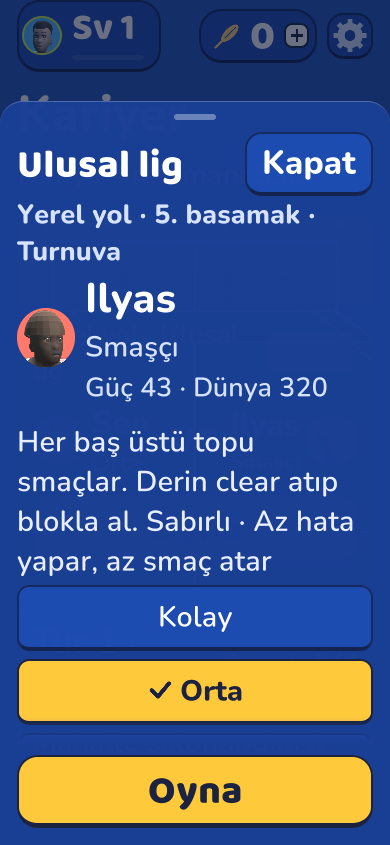 Sv 1
0
Kariyer
Ulusal lig
Kapat
Yerel yol · 5. basamak ·
Turnuva
Ilyas
Smaşçı
Güç 43 · Dünya 320
Her baş üstü topu
smaçlar. Derin clear atıp
blokla al. Sabırlı · Az hata
yapar, az smaç atar
Kolay
Orta
Oyna